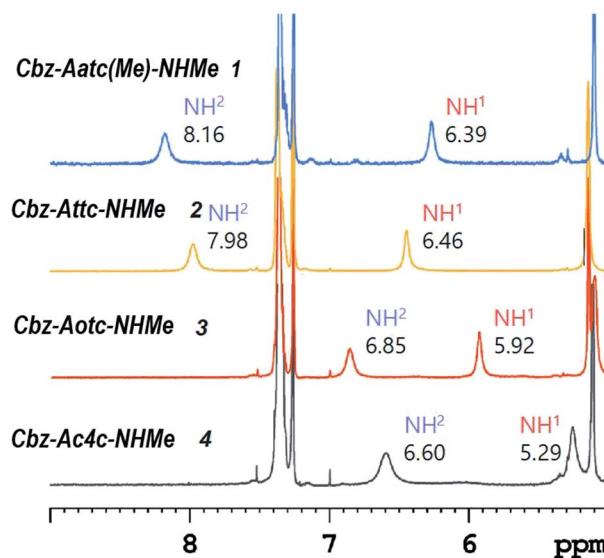 Cbz-Aatc(Me)-NHMe 1
NH² NH¹
8.16 6.39
Cbz-Attc-NHMe 2 NH² NH¹
7.98 6.46
Cbz-Aotc-NHMe 3 NH² NH¹
6.85 5.92
Cbz-Ac4c-NHMe 4 NH² NH¹
6.60 5.29
8 7 6 ppm